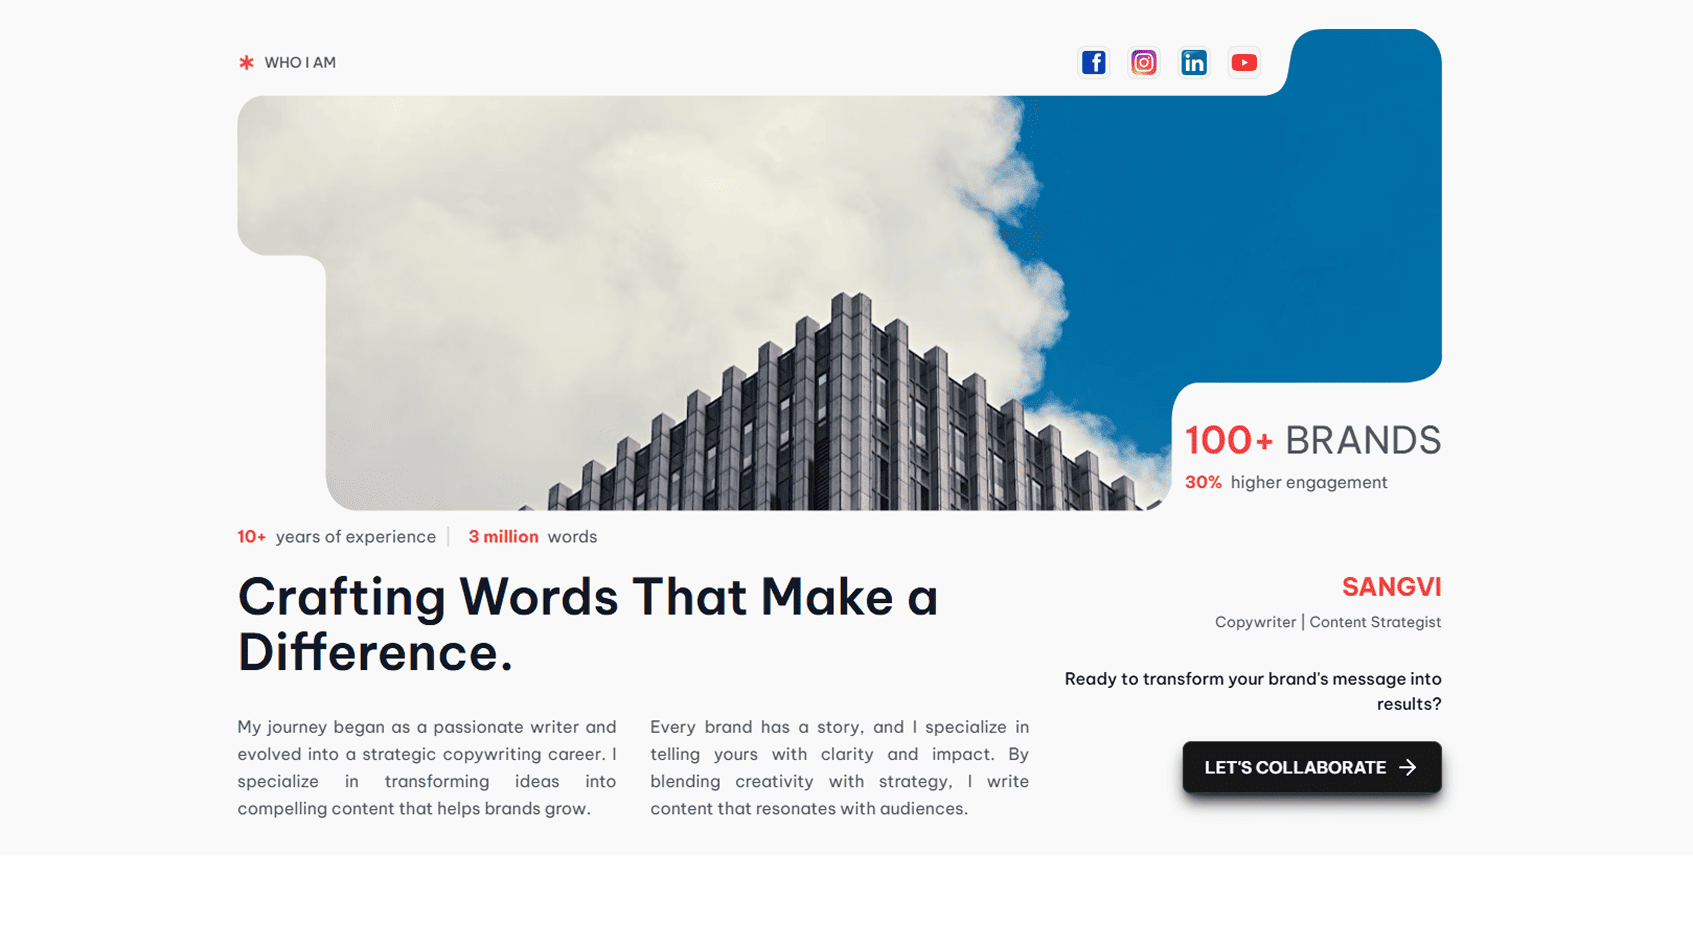 WHO I AM
100+ BRANDS
30% higher engagement
10+ years of experience | 3 million words
Crafting Words That Make a
Difference.
My journey began as a passionate writer and
evolved into a strategic copywriting career. I
specialize in transforming ideas into
compelling content that helps brands grow.
Every brand has a story, and I specialize in
telling yours with clarity and impact. By
blending creativity with strategy, I write
content that resonates with audiences.
SANGVI
Copywriter | Content Strategist
Ready to transform your brand's message into
results?
LET'S COLLABORATE